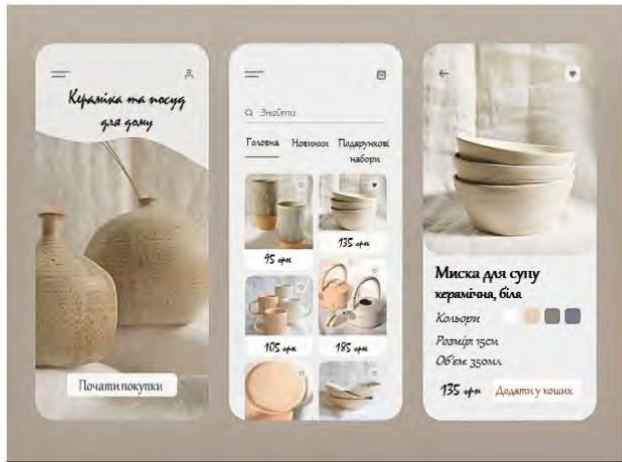 Кераміка та посуд
для дому
Почати покупки
Знайти
Головна Новинки Подарункові
набори
95 грн
135 грн
105 грн
185 грн
Миска для супу
керамічна, біла
Кольори
Розмір: 15см
Об'єм: 350мл
135 грн Додати у кошик